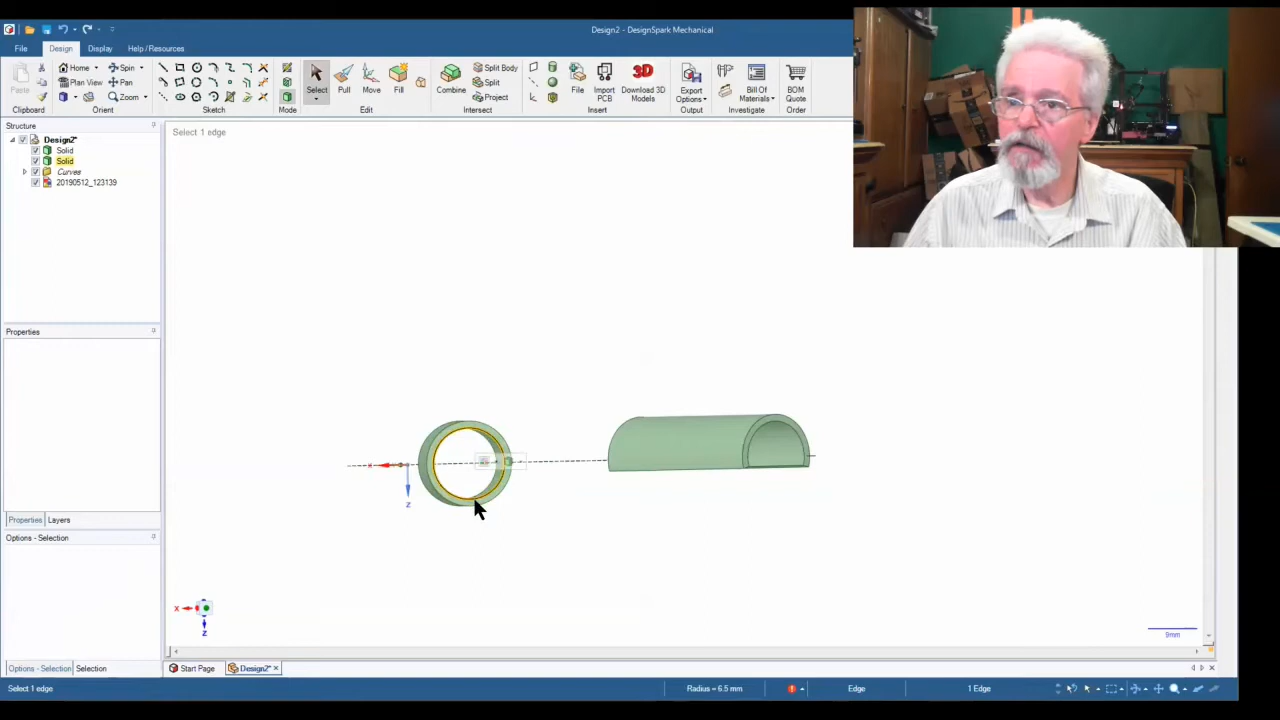 Design2 - DesignSpark Mechanical
File Design Display Help / Resources
Home Spin Pull Move Fill Combine Split Body
Paste Plan View Pan Select Split File Import PCB Download 3D Models Export Options Bill Of Materials BOM Quote
Zoom Project
Clipboard Orient Sketch Mode Edit Intersect Insert Output Investigate Order
Structure
Select 1 edge
Design2*
Solid
Solid
Curves
20190512_123139
Properties
X
Z
Properties Layers
Options - Selection
X
Z
9mm
Options - Selection Selection Start Page Design2*
Select 1 edge Radius = 6.5 mm Edge 1 Edge